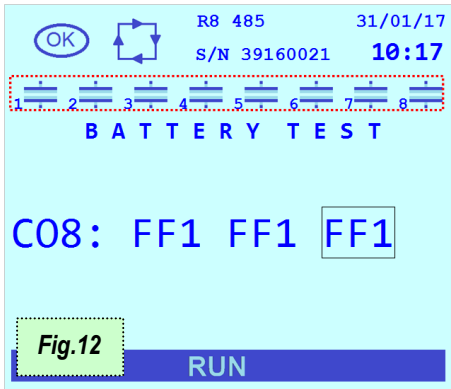 R8 485 31/01/17
OK
S/N 39160021 10:17
1 2 3 4 5 6 7 8
BATTERY TEST
CO8: FF1 FF1 FF1
Fig.12
RUN